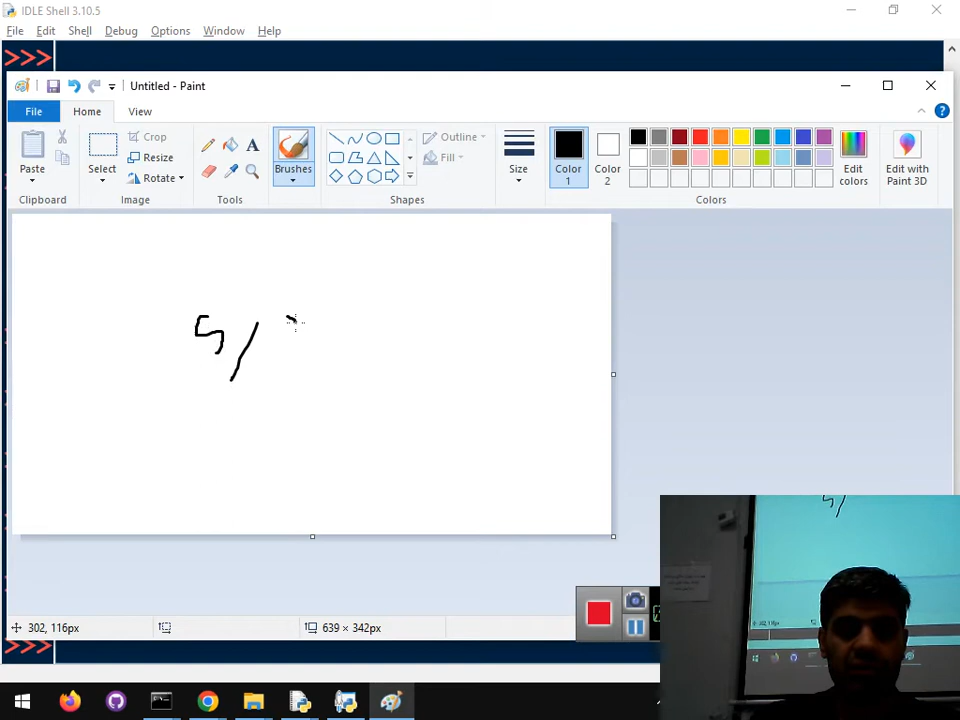 IDLE Shell 3.10.5
File Edit Shell Debug Options Window Help
>>>
Untitled - Paint
File Home View
Paste
Select
Crop
Resize
Rotate
Brushes
Outline
Fill
Size
Color 1
Color 2
Edit colors
Edit with Paint 3D
Clipboard Image Tools Shapes Colors
5/
302, 116px
639 × 342px
>>>
5/